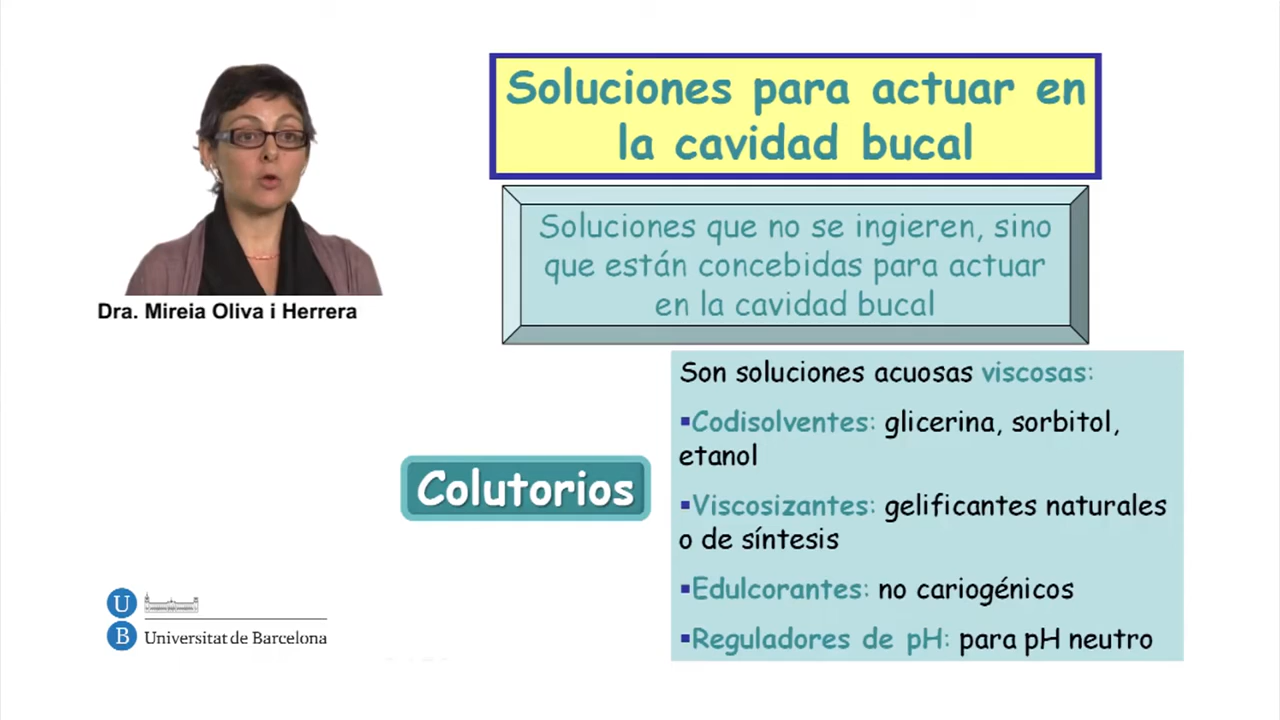 Soluciones para actuar en
la cavidad bucal
Soluciones que no se ingieren, sino
que están concebidas para actuar
en la cavidad bucal
Dra. Mireia Oliva i Herrera
Son soluciones acuosas viscosas:
▪Codisolventes: glicerina, sorbitol,
etanol
▪Viscosizantes: gelificantes naturales
o de síntesis
▪Edulcorantes: no cariogénicos
▪Reguladores de pH: para pH neutro
Colutorios
U
B Universitat de Barcelona